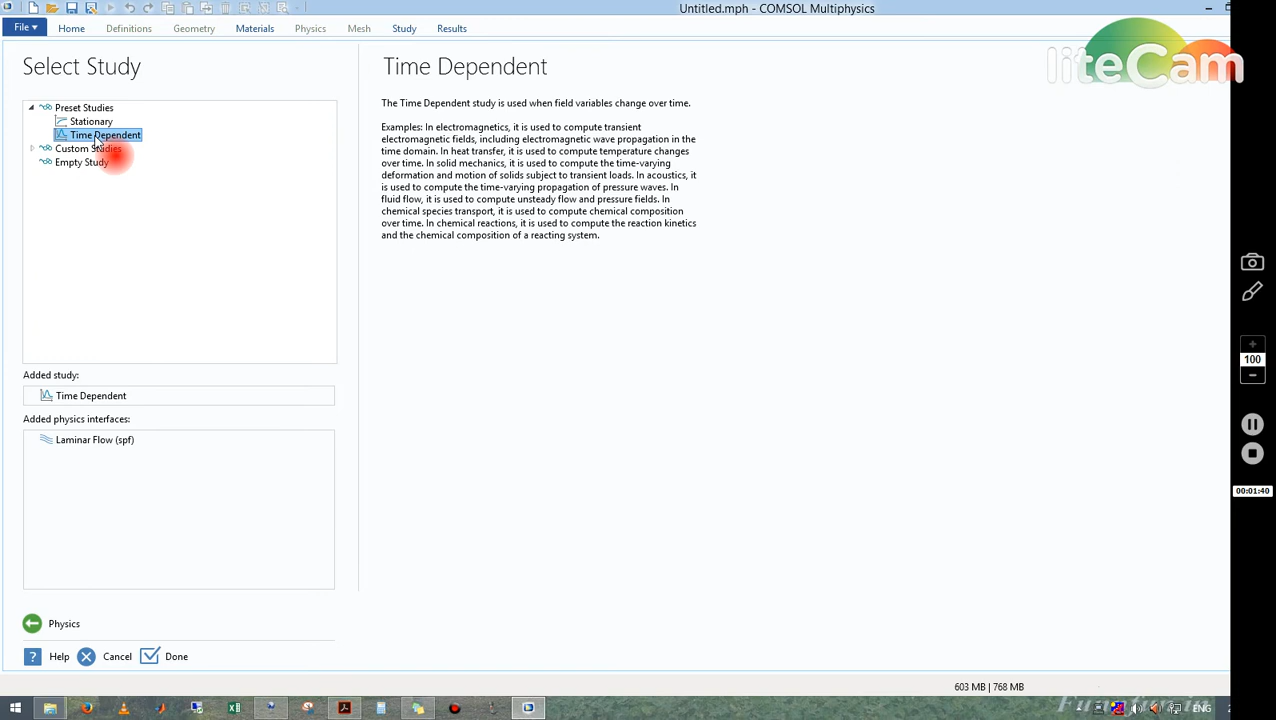 Untitled.mph - COMSOL Multiphysics
File Home Definitions Geometry Materials Physics Mesh Study Results
liteCam
Select Study
Preset Studies
Stationary
Time Dependent
Custom Studies
Empty Study
Added study:
Time Dependent
Added physics interfaces:
Laminar Flow (spf)
Physics
Help Cancel Done
Time Dependent
The Time Dependent study is used when field variables change over time.
Examples: In electromagnetics, it is used to compute transient
electromagnetic fields, including electromagnetic wave propagation in the
time domain. In heat transfer, it is used to compute temperature changes
over time. In solid mechanics, it is used to compute the time-varying
deformation and motion of solids subject to transient loads. In acoustics, it
is used to compute the time-varying propagation of pressure waves. In
fluid flow, it is used to compute unsteady flow and pressure fields. In
chemical species transport, it is used to compute chemical composition
over time. In chemical reactions, it is used to compute the reaction kinetics
and the chemical composition of a reacting system.
100
00:01:40
603 MB | 768 MB
ENG